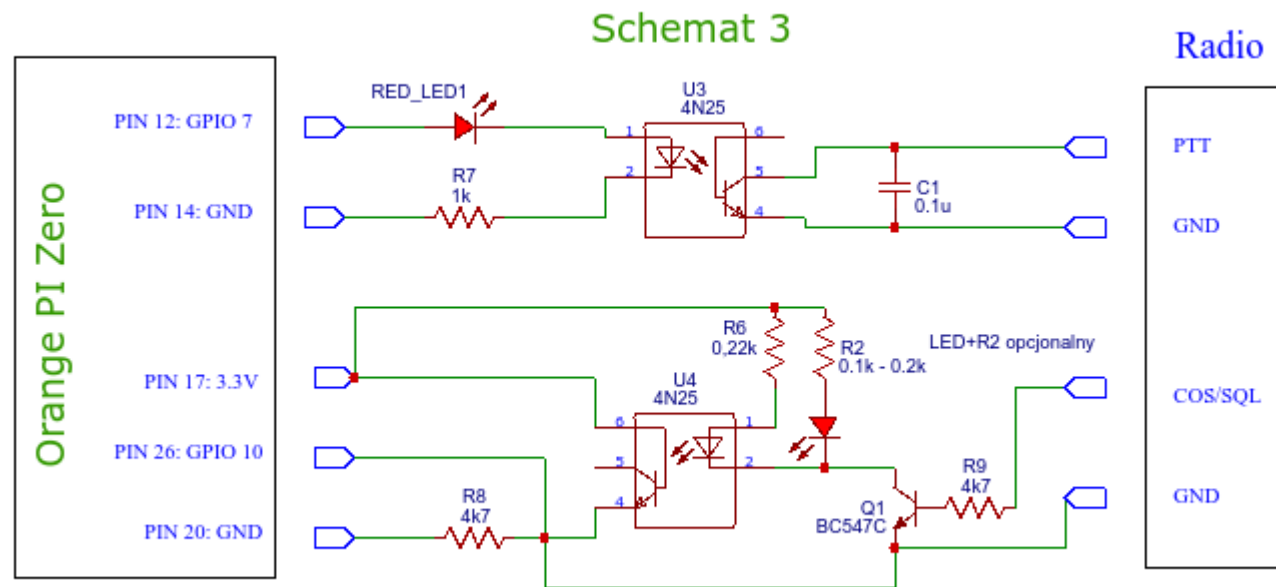 Schemat 3
Radio
Orange PI Zero
PIN 12: GPIO 7
RED_LED1
U3
4N25
1
6
2
5
4
PTT
R7
1k
C1
0.1u
PIN 14: GND
GND
R6
0,22k
R2
0.1k - 0.2k
LED+R2 opcjonalny
PIN 17: 3.3V
U4
4N25
COS/SQL
6
1
PIN 26: GPIO 10
5
2
R9
4k7
R8
4k7
4
GND
Q1
BC547C
PIN 20: GND